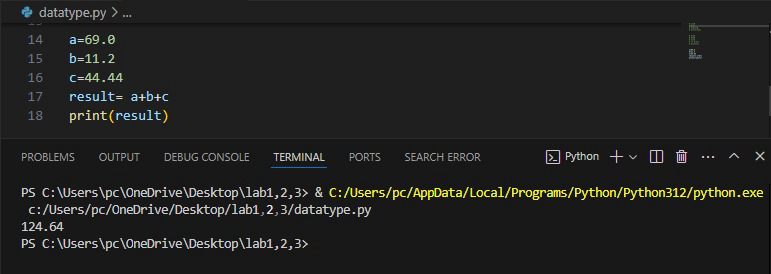 datatype.py > ...
14 a=69.0
15 b=11.2
16 c=44.44
17 result= a+b+c
18 print(result)
PROBLEMS OUTPUT DEBUG CONSOLE TERMINAL PORTS SEARCH ERROR Python
PS C:\Users\pc\OneDrive\Desktop\lab1,2,3> & C:/Users/pc/AppData/Local/Programs/Python/Python312/python.exe
c:/Users/pc/OneDrive/Desktop/lab1,2,3/datatype.py
124.64
PS C:\Users\pc\OneDrive\Desktop\lab1,2,3>